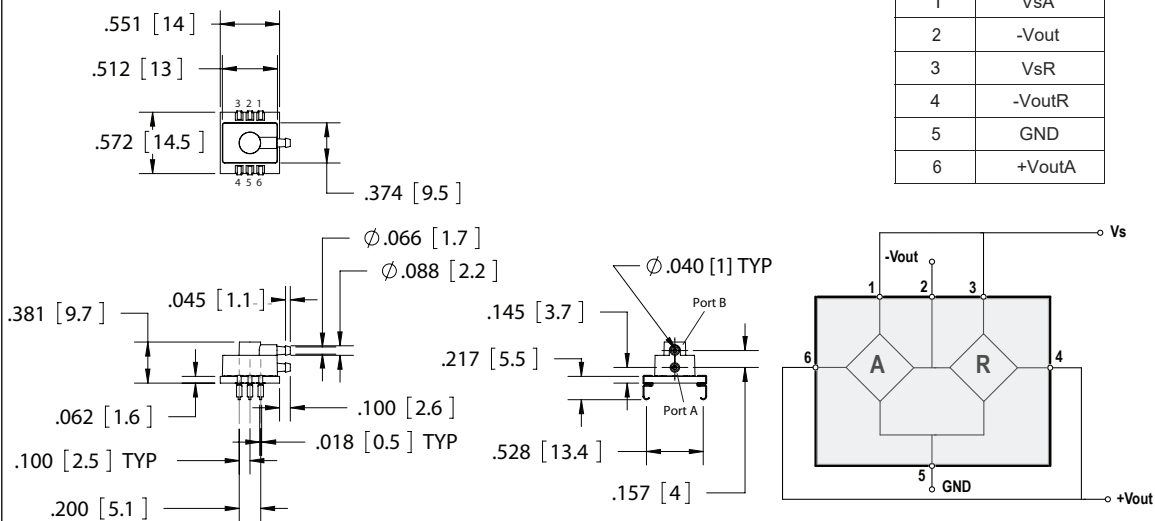 .551 [14 ]
.512 [13 ]
3 2 1
.572 [14.5 ]
4 5 6
.374 [9.5 ]
1 VsA
2 -Vout
3 VsR
4 -VoutR
5 GND
6 +VoutA
Ø.066 [1.7 ]
Ø.088 [2.2 ]
.045 [1.1 ]
.381 [9.7 ]
.062 [1.6 ]
.100 [2.6 ]
.018 [0.5 ] TYP
.100 [2.5 ] TYP
.200 [5.1 ]
Ø.040 [1] TYP
Port B
.145 [3.7 ]
.217 [5.5 ]
Port A
.528 [13.4 ]
.157 [4 ]
Vs
-Vout
1 2 3
6 A R 4
5 GND
+Vout